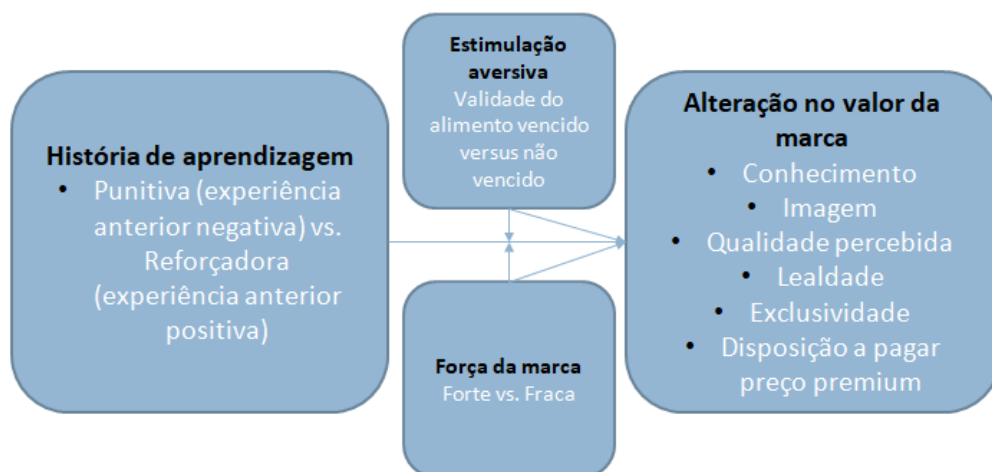 História de aprendizagem
• Punitiva (experiência
anterior negativa) vs.
Reforçadora
(experiência anterior
positiva)
Estimulação
aversiva
Validade do
alimento vencido
versus não
vencido
Força da marca
Forte vs. Fraca
Alteração no valor da
marca
• Conhecimento
• Imagem
• Qualidade percebida
• Lealdade
• Exclusividade
• Disposição a pagar
preço premium